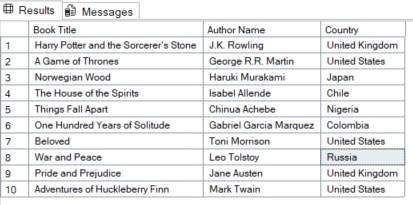 Results Messages
Book Title Author Name Country
1 Harry Potter and the Sorcerer's Stone J.K. Rowling United Kingdom
2 A Game of Thrones George R.R. Martin United States
3 Norwegian Wood Haruki Murakami Japan
4 The House of the Spirits Isabel Allende Chile
5 Things Fall Apart Chinua Achebe Nigeria
6 One Hundred Years of Solitude Gabriel Garcia Marquez Colombia
7 Beloved Toni Morrison United States
8 War and Peace Leo Tolstoy Russia
9 Pride and Prejudice Jane Austen United Kingdom
10 Adventures of Huckleberry Finn Mark Twain United States